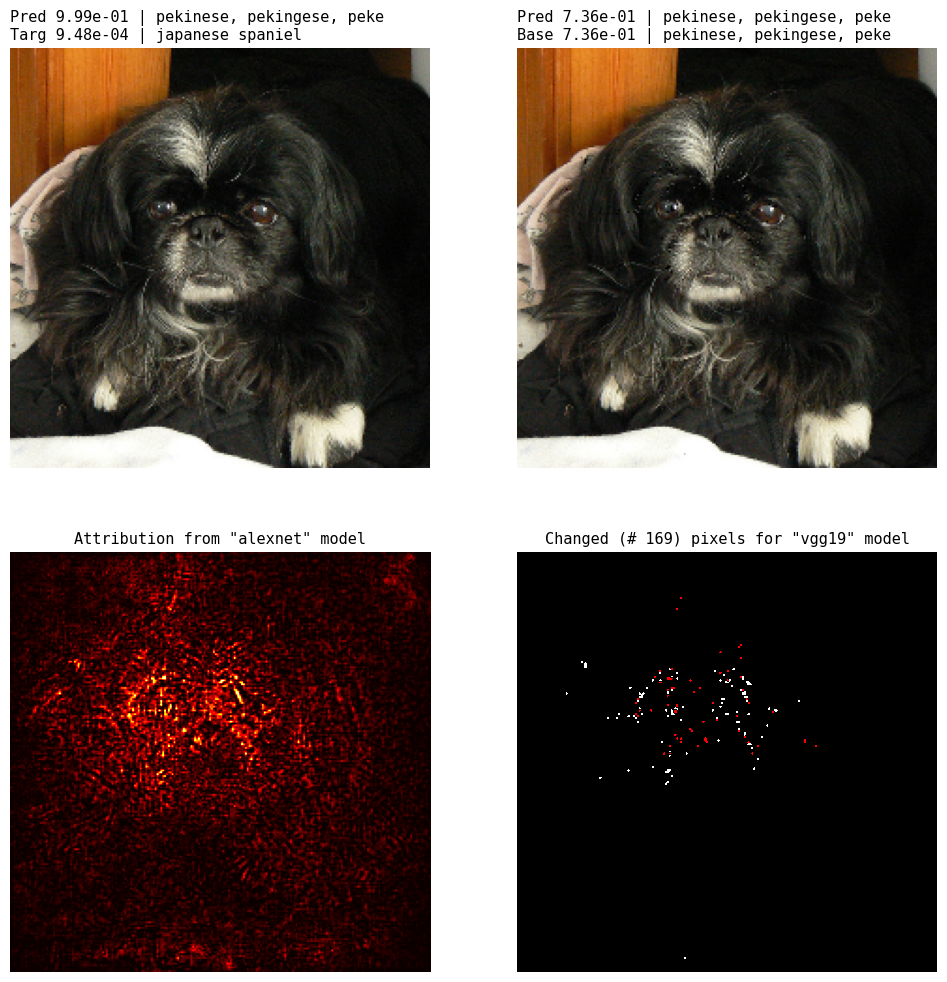 Pred 9.99e-01 | pekinese, pekingese, peke
Targ 9.48e-04 | japanese spaniel
Pred 7.36e-01 | pekinese, pekingese, peke
Base 7.36e-01 | pekinese, pekingese, peke
Attribution from "alexnet" model
Changed (# 169) pixels for "vgg19" model